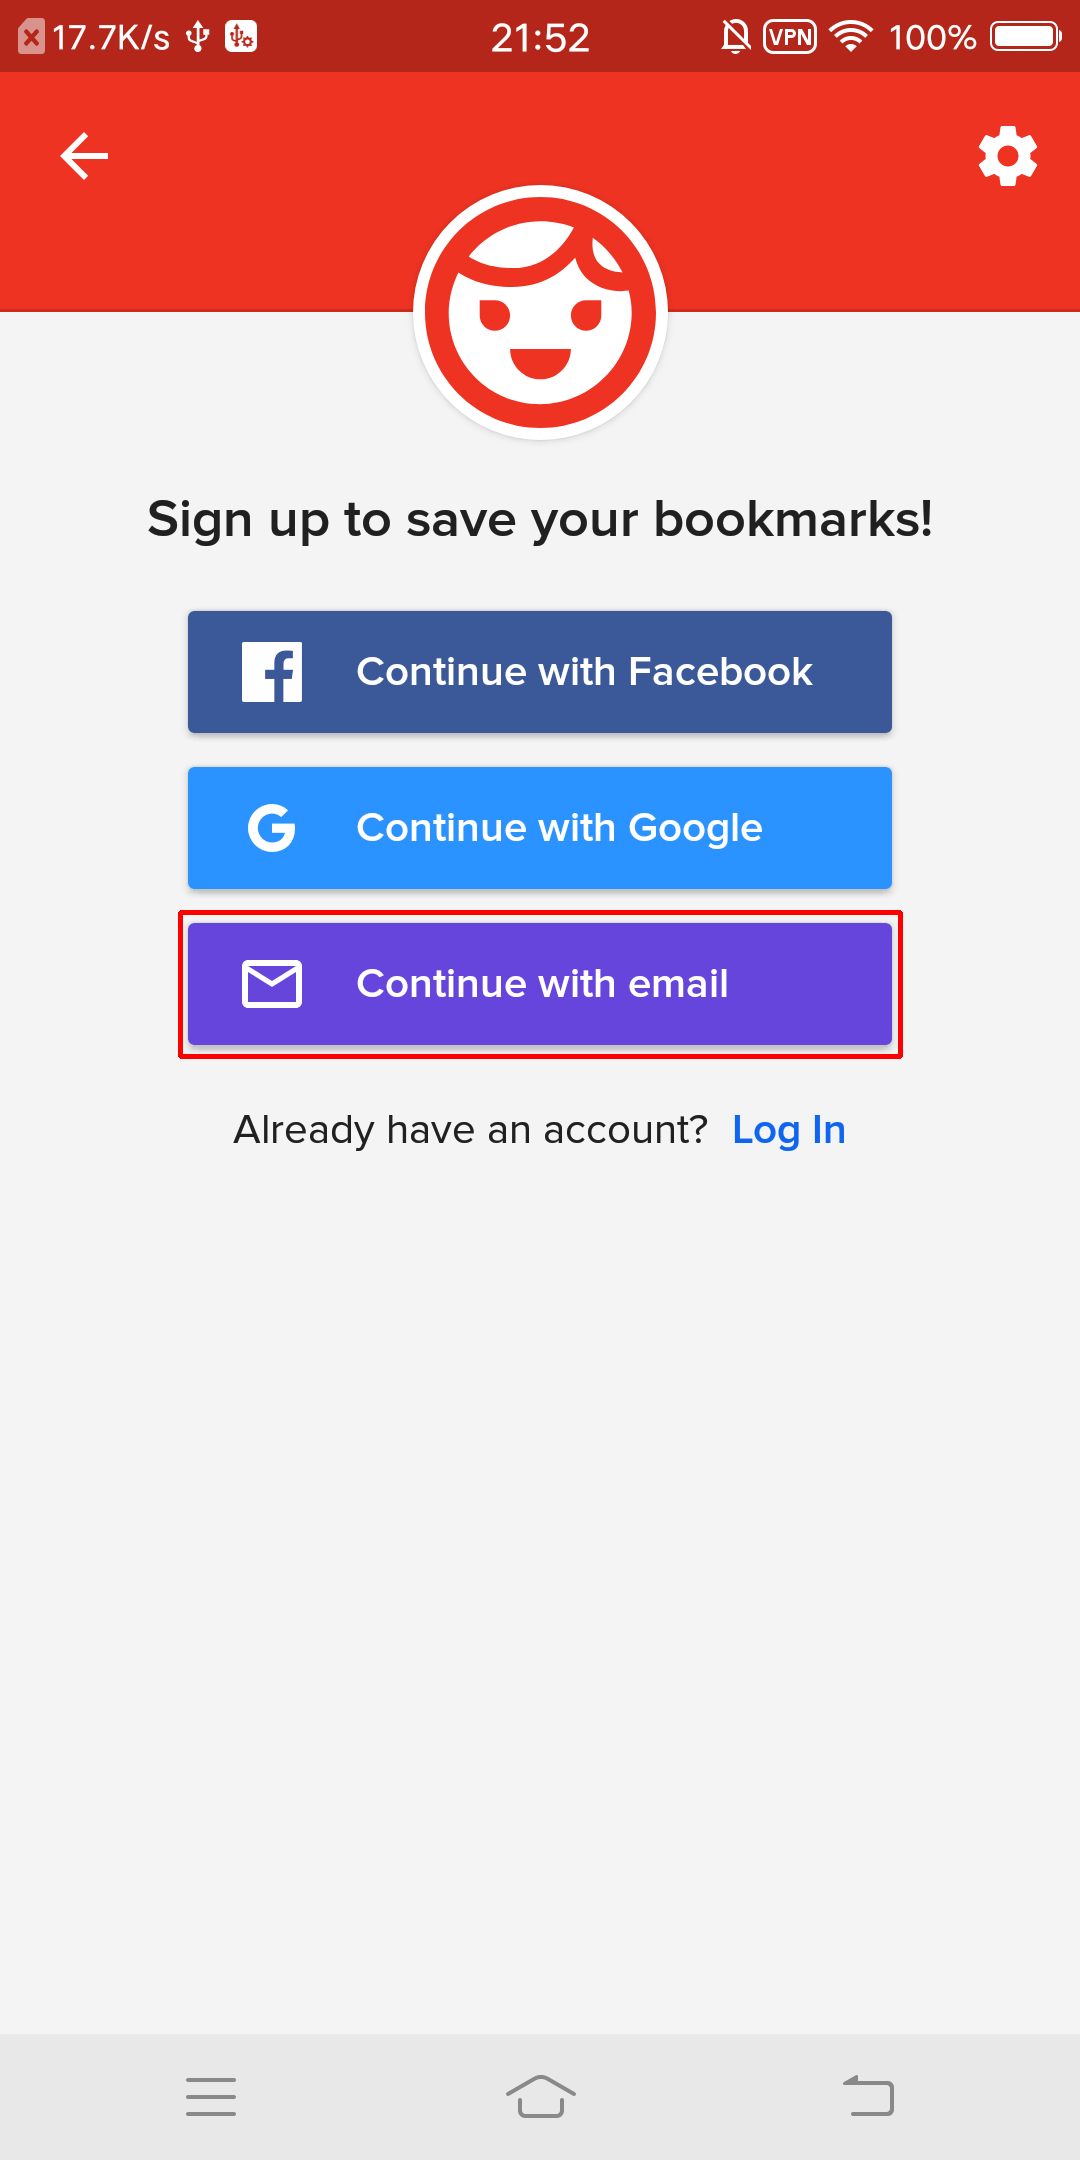 17.7K/s 21:52 VPN 100%
Sign up to save your bookmarks!
Continue with Facebook
Continue with Google
Continue with email
Already have an account? Log In